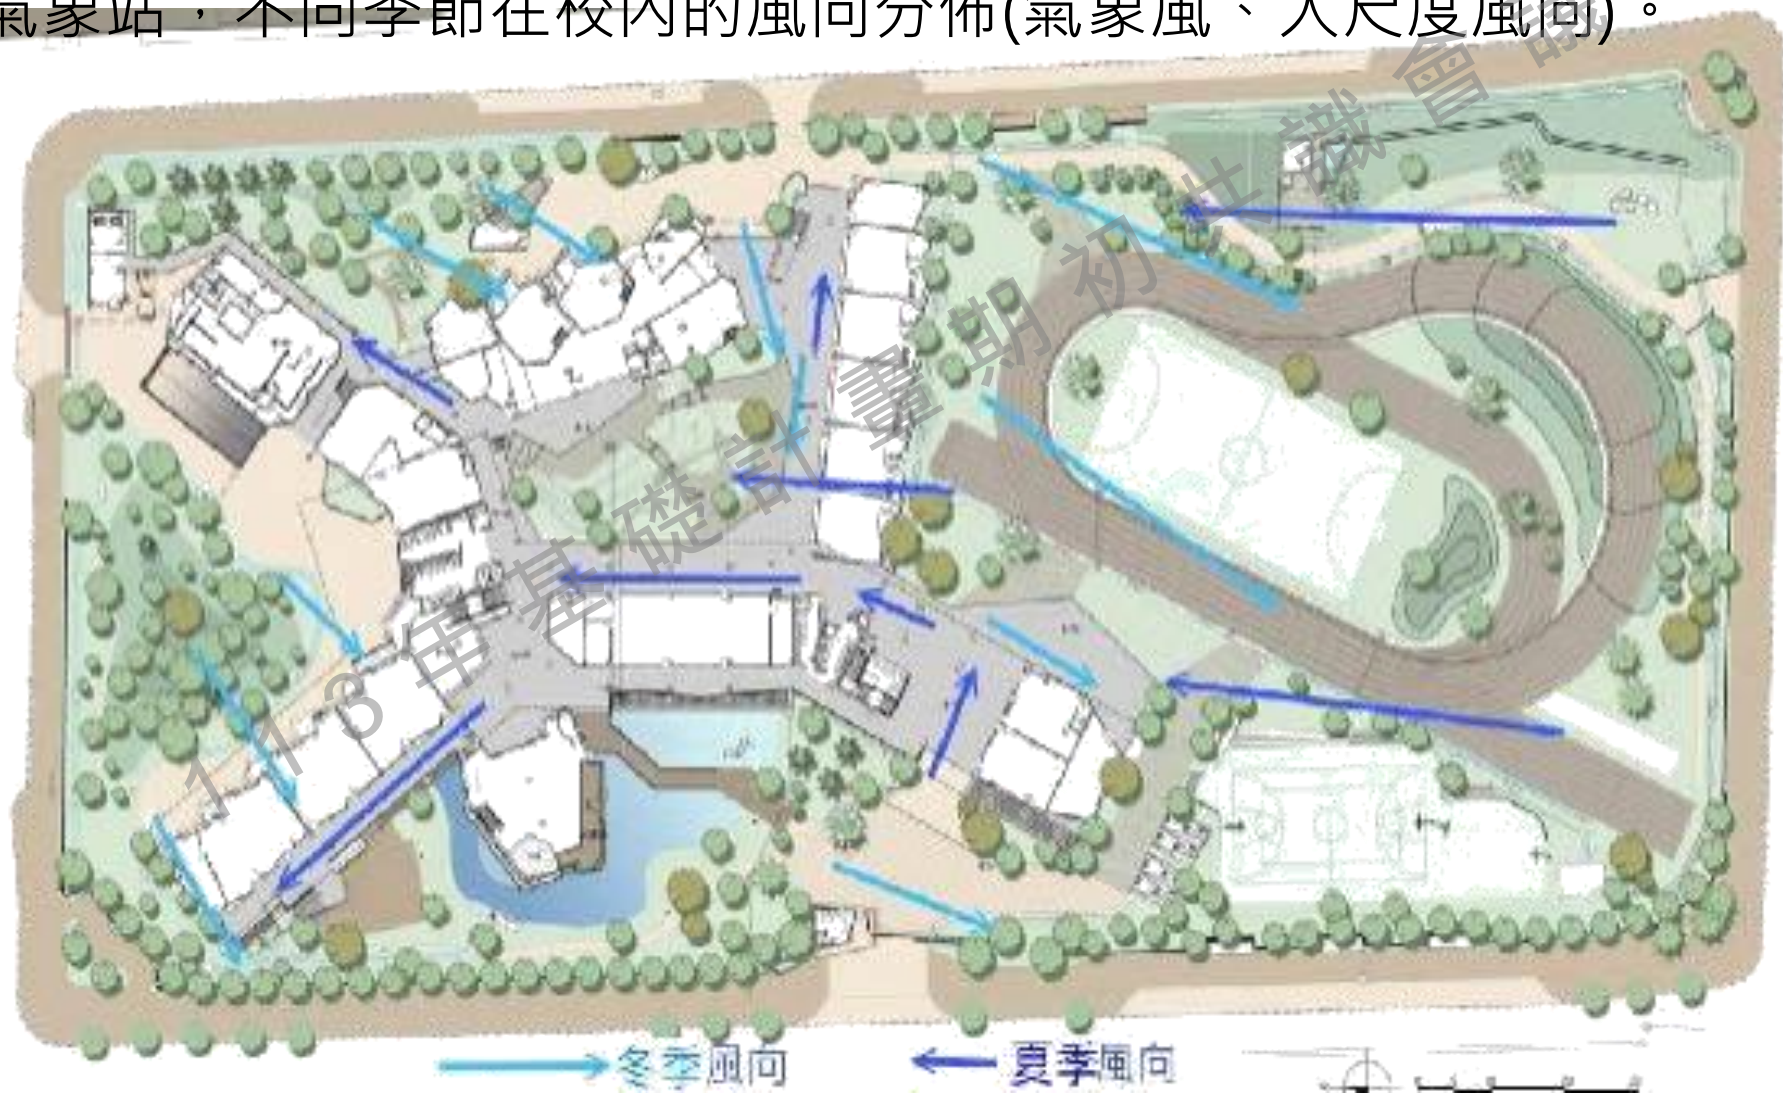 氣象站，不同季節在校內的風向分佈(氣象風、大尺度風向)。
113年基礎計畫期初共識會議
冬季風向
夏季風向